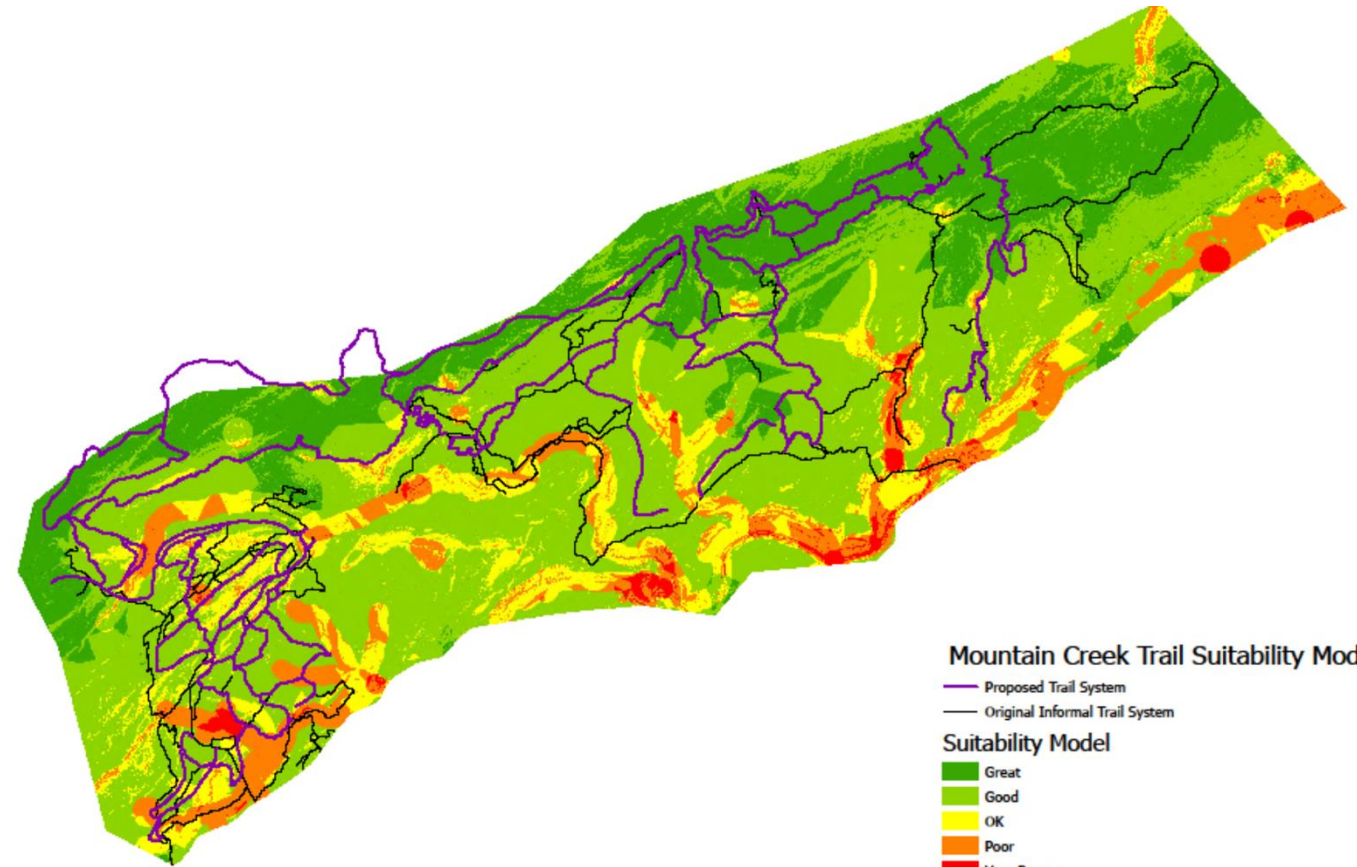 Mountain Creek Trail Suitability Mod
Proposed Trail System
Original Informal Trail System
Suitability Model
Great
Good
OK
Poor